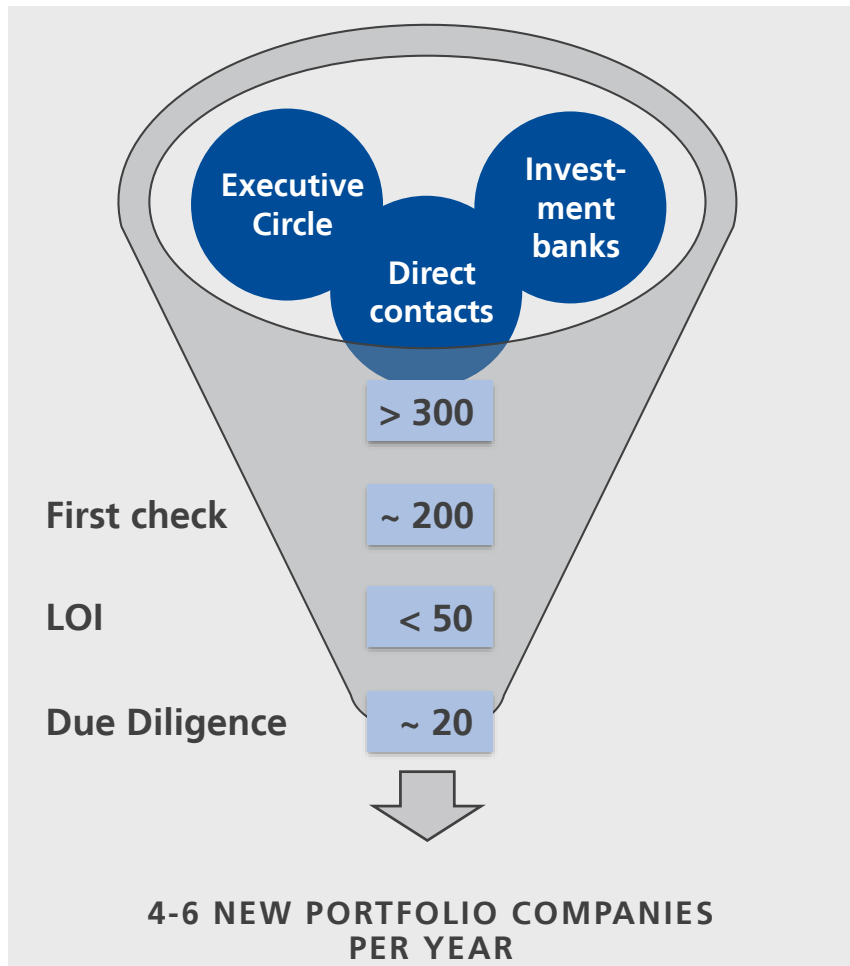 Executive
Circle
Invest-
ment
banks
Direct
contacts
> 300
First check
~ 200
LOI
< 50
Due Diligence
~ 20
4-6 NEW PORTFOLIO COMPANIES
PER YEAR